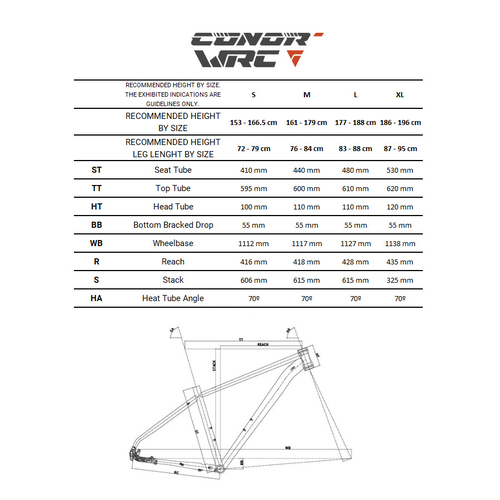 CONOR
WRC
RECOMMENDED HEIGHT BY SIZE.
THE EXHIBITED INDICATIONS ARE
GUIDELINES ONLY.
S M L XL
RECOMMENDED HEIGHT
BY SIZE
153 - 166.5 cm 161 - 179 cm 177 - 188 cm 186 - 196 cm
RECOMMENDED HEIGHT
LEG LENGHT BY SIZE
72 - 79 cm 76 - 84 cm 83 - 88 cm 87 - 95 cm
ST Seat Tube 410 mm 440 mm 480 mm 530 mm
TT Top Tube 595 mm 600 mm 610 mm 620 mm
HT Head Tube 100 mm 110 mm 110 mm 120 mm
BB Bottom Bracked Drop 55 mm 55 mm 55 mm 55 mm
WB Wheelbase 1112 mm 1117 mm 1127 mm 1138 mm
R Reach 416 mm 418 mm 428 mm 435 mm
S Stack 606 mm 615 mm 615 mm 325 mm
HA Heat Tube Angle 70º 70º 70º 70º
TT
REACH
STACK
ST
WB
BB